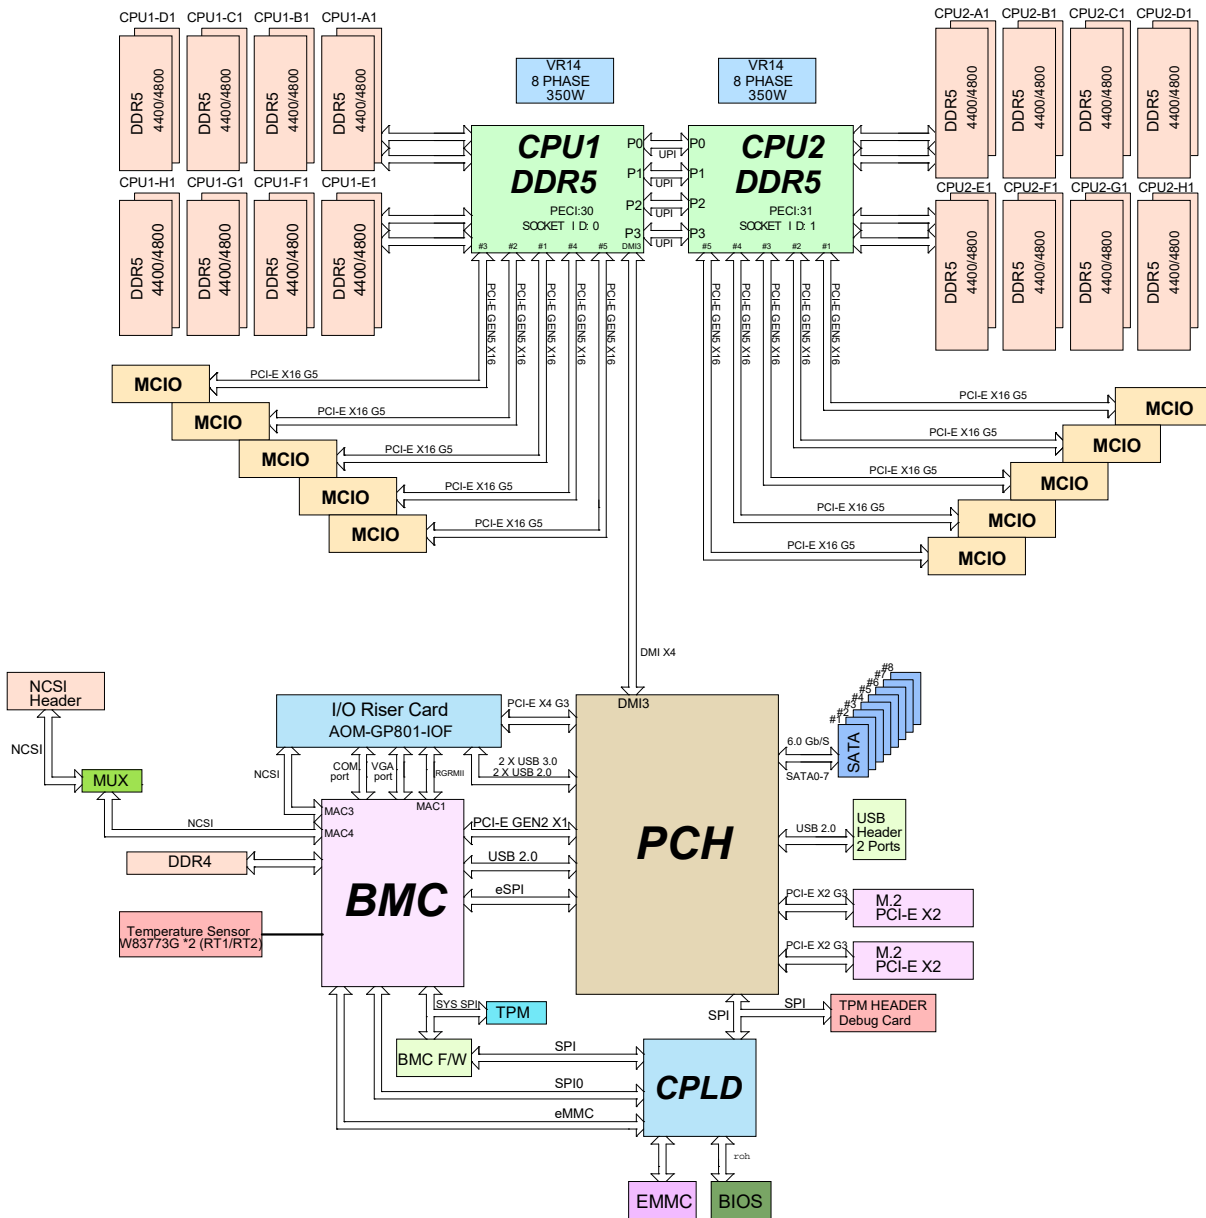 CPU1-D1 CPU1-C1 CPU1-B1 CPU1-A1
CPU2-A1 CPU2-B1 CPU2-C1 CPU2-D1
DDR5 4400/4800
DDR5 4400/4800
DDR5 4400/4800
DDR5 4400/4800
VR14
8 PHASE
350W
VR14
8 PHASE
350W
DDR5 4400/4800
DDR5 4400/4800
DDR5 4400/4800
DDR5 4400/4800
CPU1
DDR5
PECI:30
SOCKET ID: 0
P0
P1
P2
P3
#3 #2 #1 #4 #5 DMI3
UPI
UPI
UPI
UPI
CPU2
DDR5
PECI:31
SOCKET ID: 1
P0
P1
P2
P3
#5 #4 #3 #2 #1
CPU1-H1 CPU1-G1 CPU1-F1 CPU1-E1
DDR5 4400/4800
DDR5 4400/4800
DDR5 4400/4800
DDR5 4400/4800
CPU2-E1 CPU2-F1 CPU2-G1 CPU2-H1
DDR5 4400/4800
DDR5 4400/4800
DDR5 4400/4800
DDR5 4400/4800
PCI-E GEN5 X16
PCI-E GEN5 X16
PCI-E GEN5 X16
PCI-E GEN5 X16
PCI-E GEN5 X16
PCI-E GEN5 X16
PCI-E GEN5 X16
PCI-E GEN5 X16
PCI-E GEN5 X16
PCI-E GEN5 X16
MCIO
PCI-E X16 G5
MCIO
PCI-E X16 G5
MCIO
PCI-E X16 G5
MCIO
PCI-E X16 G5
MCIO
PCI-E X16 G5
PCI-E X16 G5
MCIO
PCI-E X16 G5
MCIO
PCI-E X16 G5
MCIO
PCI-E X16 G5
MCIO
PCI-E X16 G5
MCIO
DMI X4
NCSI
Header
NCSI
MUX
NCSI
I/O Riser Card
AOM-GP801-IOF
PCI-E X4 G3
2 X USB 3.0
2 X USB 2.0
NCSI
COM
port
VGA
port
RGRMII
MAC3
MAC1
MAC4
BMC
PCI-E GEN2 X1
USB 2.0
eSPI
DMI3
PCH
DDR4
Temperature Sensor
W83773G *2 (RT1/RT2)
6.0 Gb/S
SATA0-7
#1
#2
#3
#4
#5
#6
#7
#8
SATA
USB 2.0
USB
Header
2 Ports
PCI-E X2 G3
M.2
PCI-E X2
PCI-E X2 G3
M.2
PCI-E X2
SYS SPI
TPM
SPI
SPI
TPM HEADER
Debug Card
BMC F/W
SPI
SPI0
eMMC
CPLD
roh
EMMC
BIOS